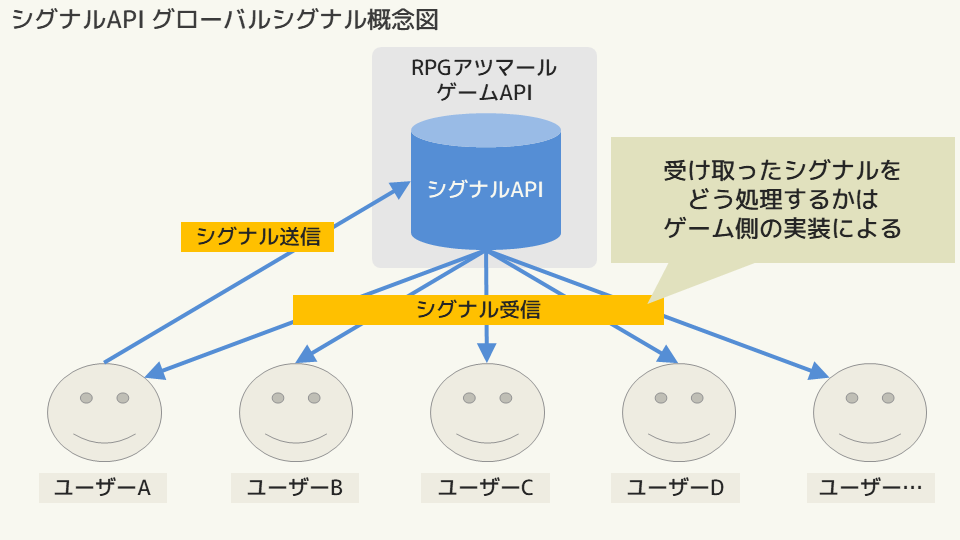 シグナルAPI グローバルシグナル概念図
RPGアツマール
ゲームAPI
シグナルAPI
受け取ったシグナルを
どう処理するかは
ゲーム側の実装による
シグナル送信
シグナル受信
ユーザーA
ユーザーB
ユーザーC
ユーザーD
ユーザー…